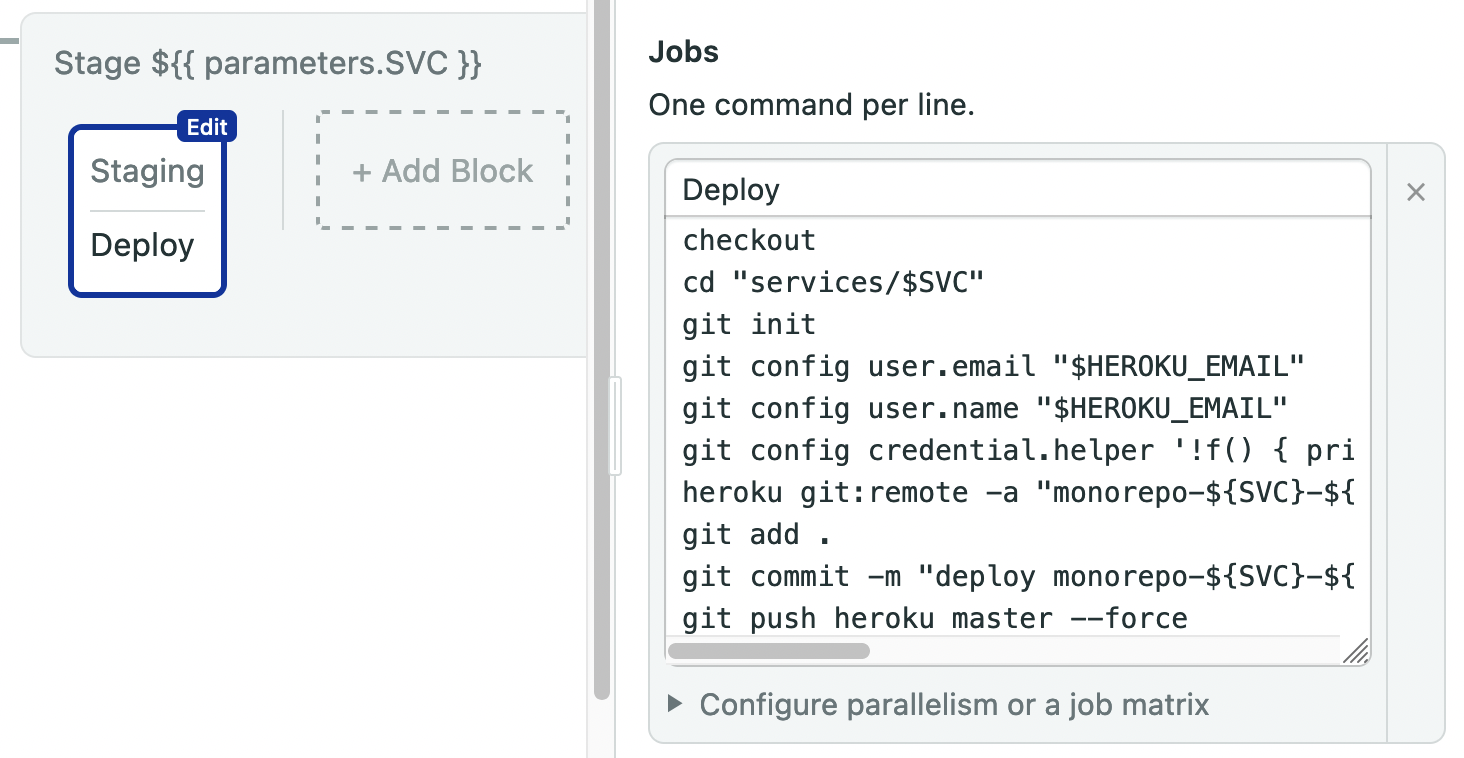 Stage ${{ parameters.SVC }}
Edit
Staging
Deploy
+ Add Block
Jobs
One command per line.
Deploy
checkout
cd "services/$SVC"
git init
git config user.email "$HEROKU_EMAIL"
git config user.name "$HEROKU_EMAIL"
git config credential.helper '!f() { pri
heroku git:remote -a "monorepo-${SVC}-${
git add .
git commit -m "deploy monorepo-${SVC}-${
git push heroku master --force
Configure parallelism or a job matrix